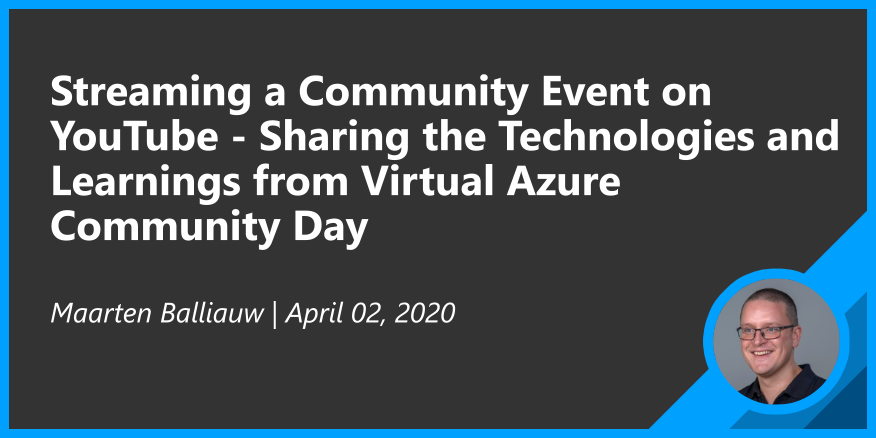 Streaming a Community Event on
YouTube - Sharing the Technologies and
Learnings from Virtual Azure
Community Day
Maarten Balliauw | April 02, 2020